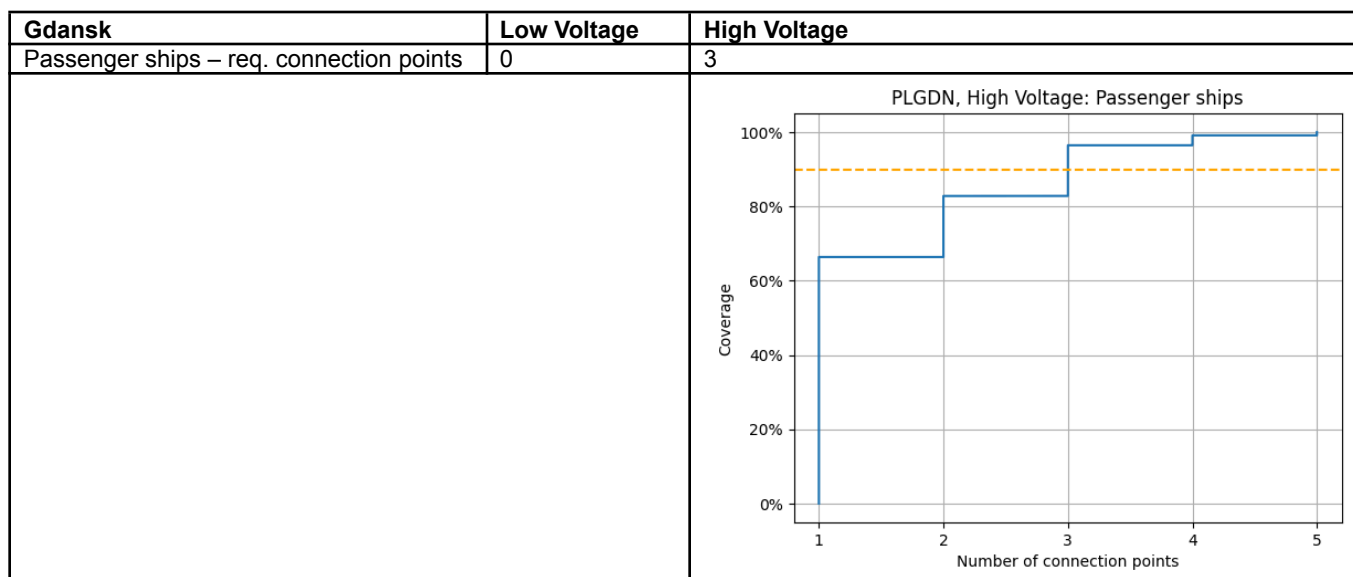 Gdansk Low Voltage High Voltage
Passenger ships – req. connection points 0 3
PLGDN, High Voltage: Passenger ships
100%
80%
60%
40%
20%
0%
Coverage
1 2 3 4 5
Number of connection points